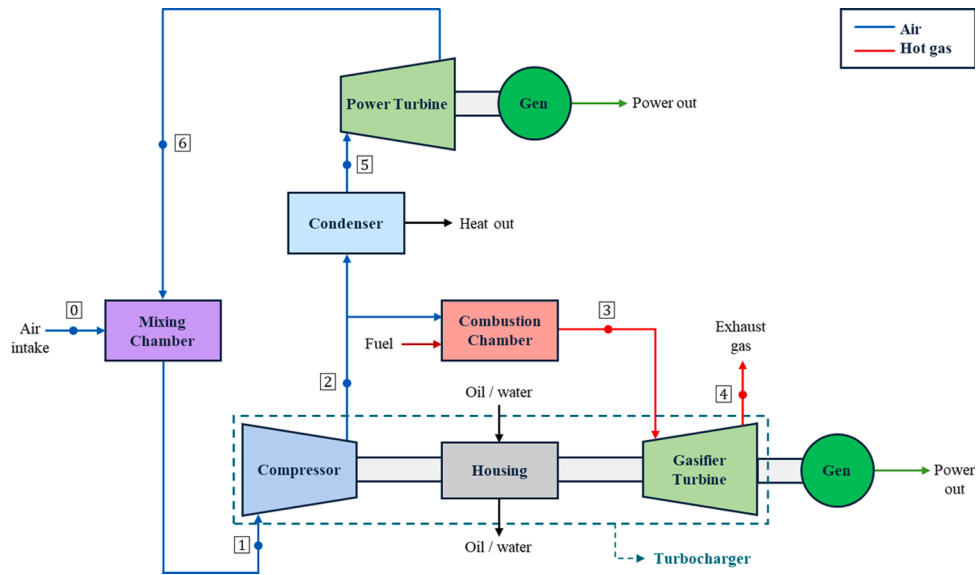 Air
Hot gas
Power Turbine
Gen
Power out
6
5
Condenser
Heat out
0
Air
intake
Mixing
Chamber
Combustion
Chamber
Fuel
3
Exhaust
gas
2
4
Oil / water
Compressor
Housing
Gasifier
Turbine
Gen
Power
out
1
Oil / water
Turbocharger